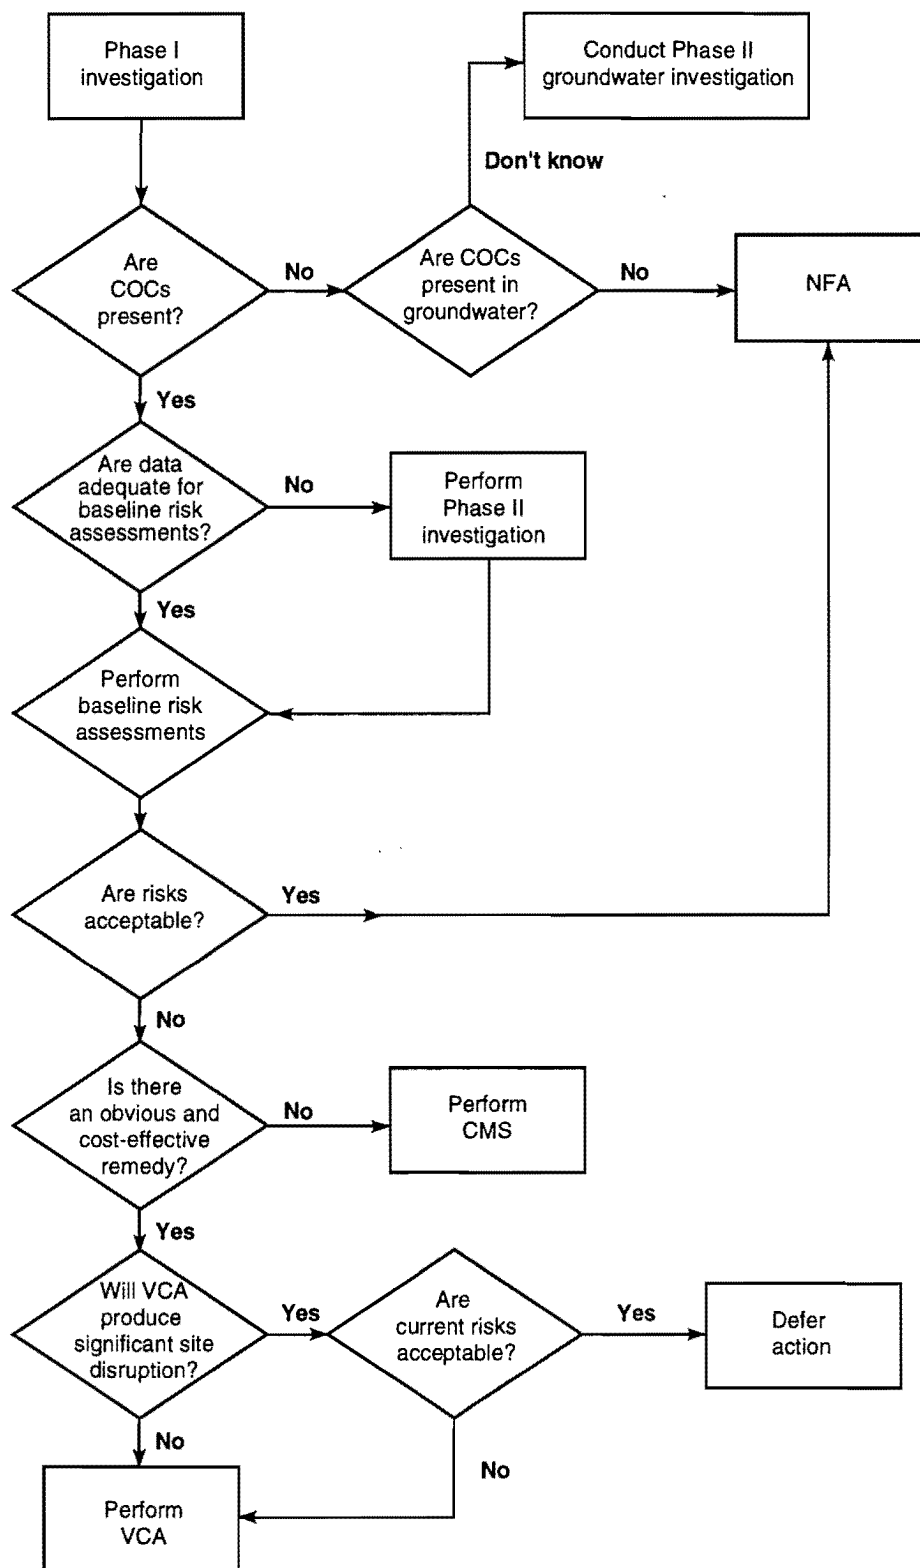 Phase I
investigation
Conduct Phase II
groundwater investigation
Don't know
Are
COCs
present?
No
Are COCs
present in
groundwater?
No
NFA
Yes
Are data
adequate for
baseline risk
assessments?
No
Perform
Phase II
investigation
Yes
Perform
baseline risk
assessments
Are risks
acceptable?
Yes
No
Is there
an obvious and
cost-effective
remedy?
No
Perform
CMS
Yes
Will VCA
produce
significant site
disruption?
Yes
Are
current risks
acceptable?
Yes
Defer
action
No
No
Perform
VCA